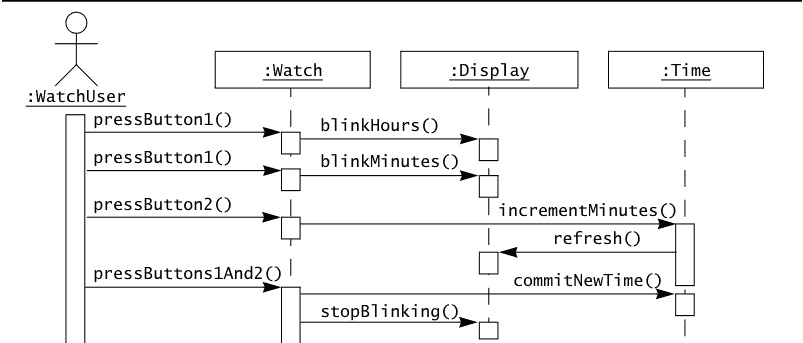 :WatchUser
:Watch
:Display
:Time
pressButton1()
blinkHours()
pressButton1()
blinkMinutes()
pressButton2()
incrementMinutes()
refresh()
pressButtons1And2()
commitNewTime()
stopBlinking()